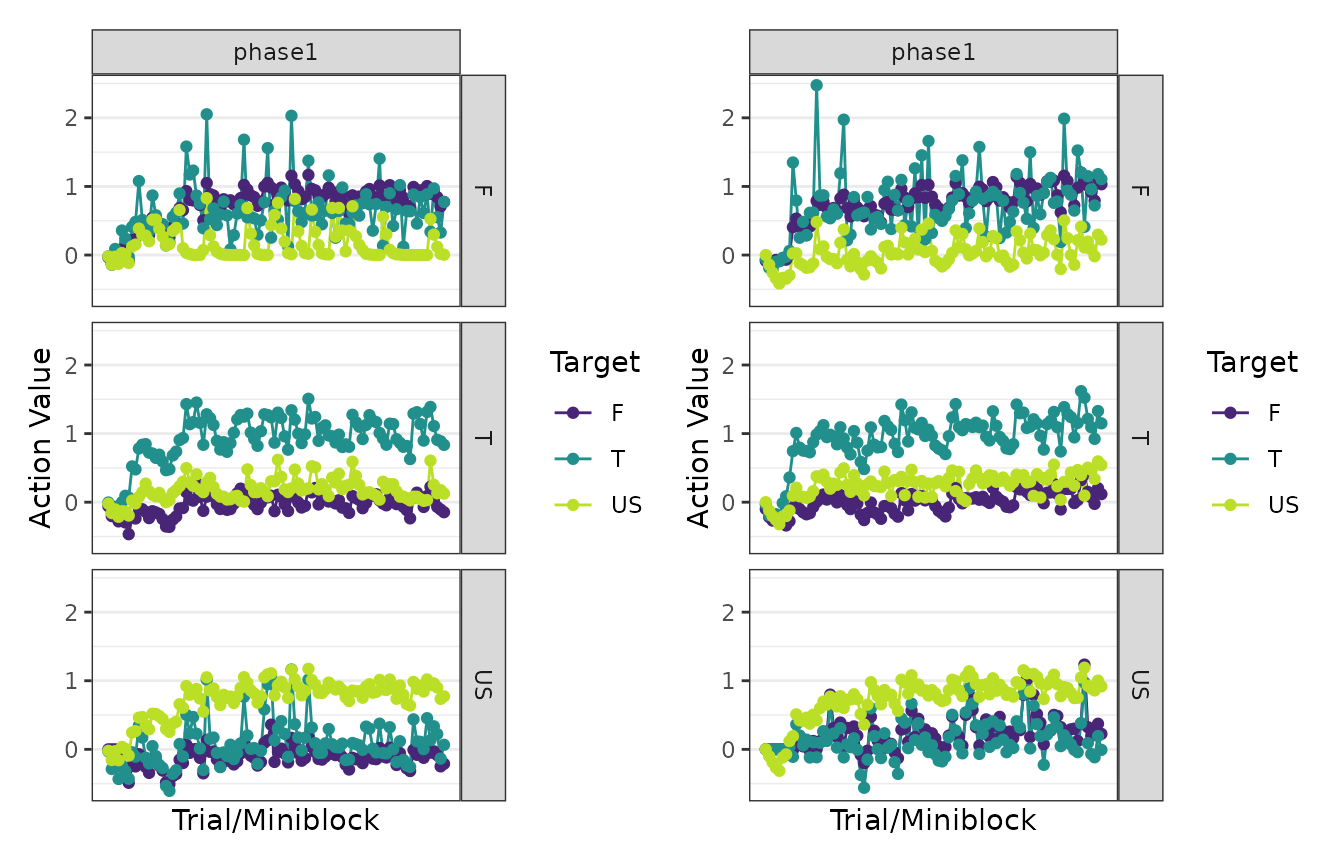 phase1
phase1
2
1
0
F
2
1
0
F
2
1
0
T
2
1
0
T
2
1
0
US
2
1
0
US
Action Value
Action Value
Trial/Miniblock
Trial/Miniblock
Target
F
T
US
Target
F
T
US